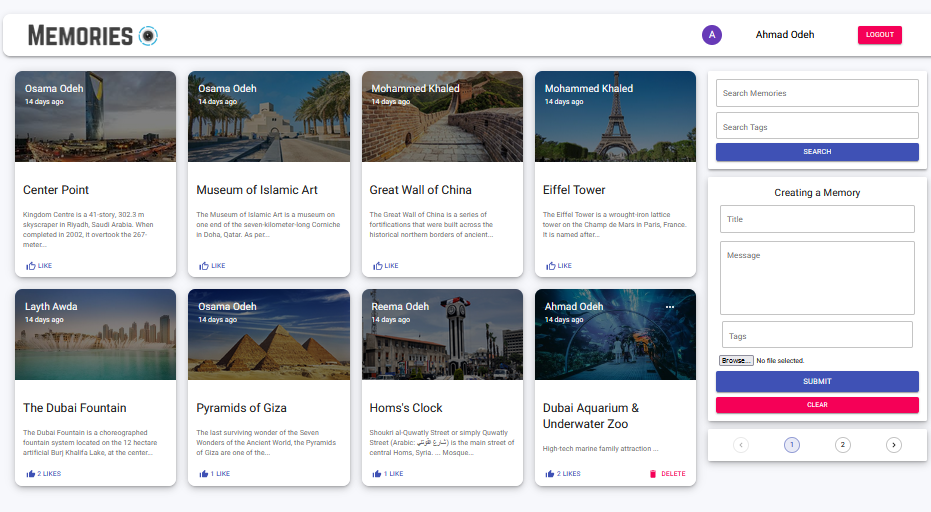 MEMORIES
A
Ahmad Odeh
LOGOUT
Osama Odeh
14 days ago
Center Point
Kingdom Centre is a 41-story, 302.3 m
skyscraper in Riyadh, Saudi Arabia. When
completed in 2002, it overtook the 267-
meter...
LIKE
Osama Odeh
14 days ago
Museum of Islamic Art
The Museum of Islamic Art is a museum on
one end of the seven-kilometer-long Corniche
in Doha, Qatar. As per...
LIKE
Mohammed Khaled
14 days ago
Great Wall of China
The Great Wall of China is a series of
fortifications that were built across the
historical northern borders of ancient...
LIKE
Mohammed Khaled
14 days ago
Eiffel Tower
The Eiffel Tower is a wrought-iron lattice
tower on the Champ de Mars in Paris, France.
It is named after...
LIKE
Layth Awda
14 days ago
The Dubai Fountain
The Dubai Fountain is a choreographed
fountain system located on the 12 hectare
artificial Burj Khalifa Lake, at the center...
2 LIKES
Osama Odeh
14 days ago
Pyramids of Giza
The last surviving wonder of the Seven
Wonders of the Ancient World, the Pyramids
of Giza are one of the...
1 LIKE
Reema Odeh
14 days ago
Homs's Clock
Shoukri al-Quwatly Street or simply Quwatly
Street (Arabic: شارع القوتلي) is the main street of
central Homs, Syria. ... Mosque...
1 LIKE
Ahmad Odeh
...
14 days ago
Dubai Aquarium &
Underwater Zoo
High-tech marine family attraction ...
2 LIKES
DELETE
Search Memories
Search Tags
SEARCH
Creating a Memory
Title
Message
Tags
Browse... No file selected.
SUBMIT
CLEAR
< 1 2 >